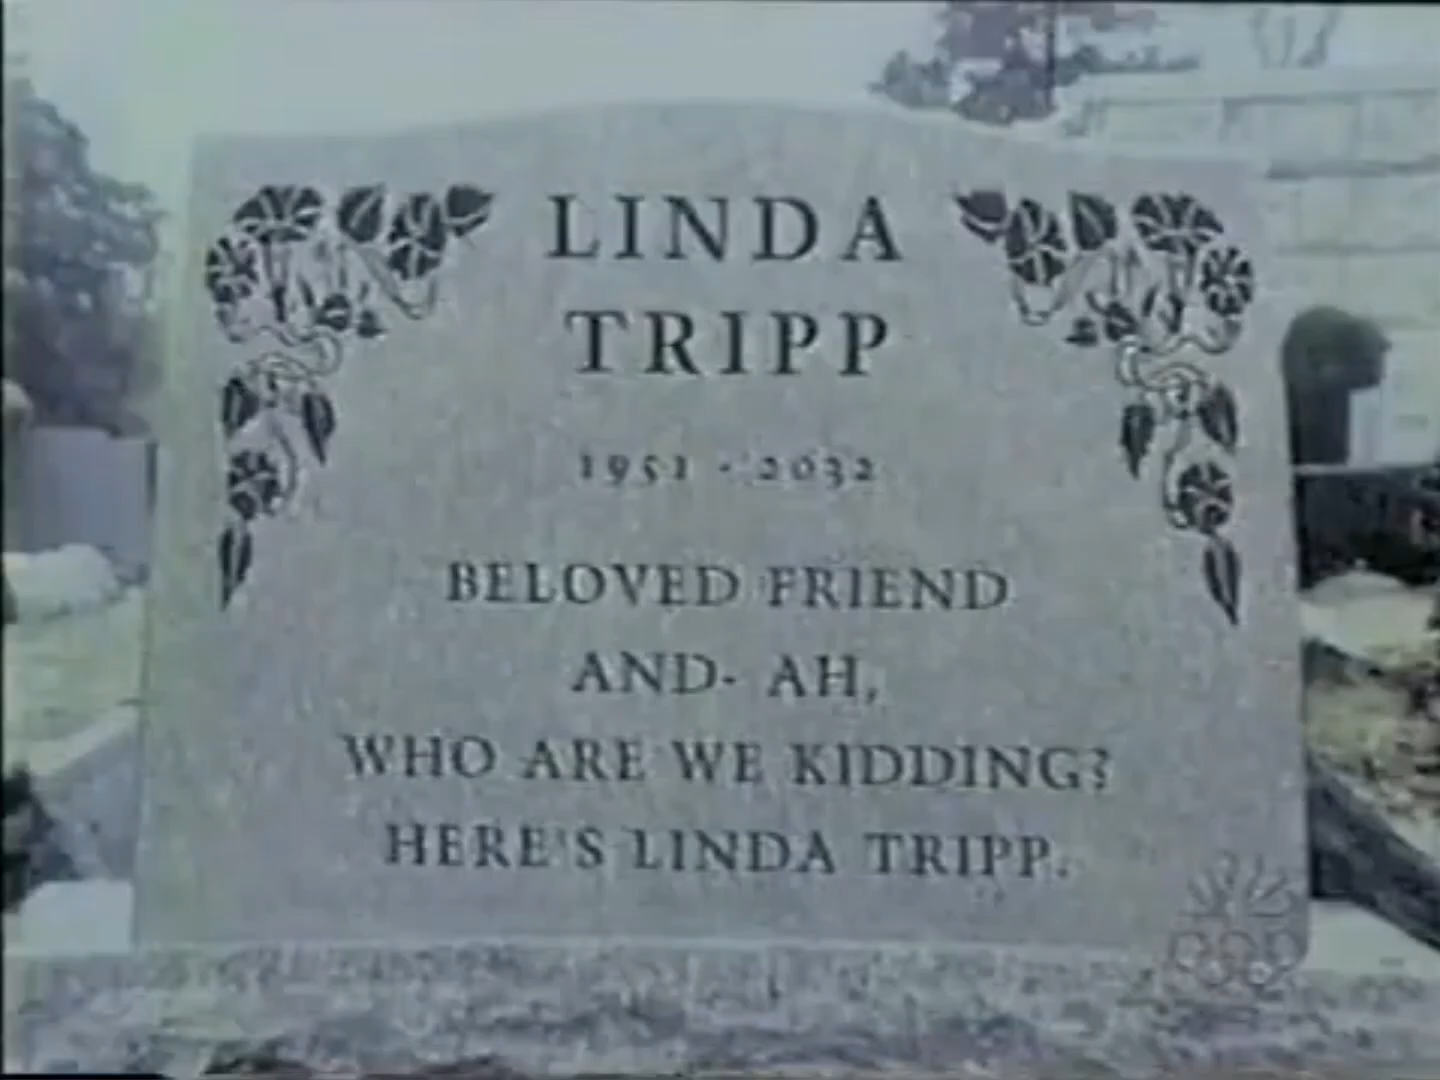 LINDA
TRIPP
1951 - 2032
BELOVED FRIEND
AND- AH,
WHO ARE WE KIDDING?
HERE'S LINDA TRIPP.